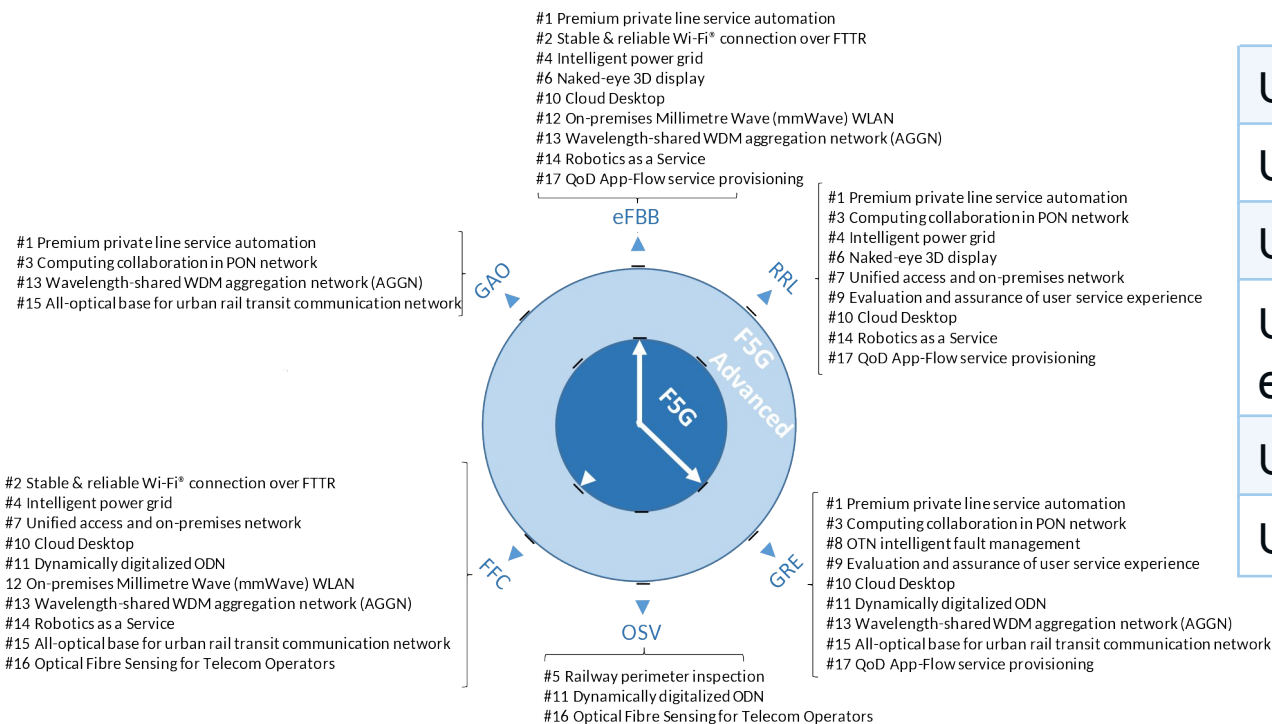 #1 Premium private line service automation
#2 Stable & reliable Wi-Fi® connection over FTTR
#4 Intelligent power grid
#6 Naked-eye 3D display
#10 Cloud Desktop
#12 On-premises Millimetre Wave (mmWave) WLAN
#13 Wavelength-shared WDM aggregation network (AGGN)
#14 Robotics as a Service
#17 QoD App-Flow service provisioning
eFBB
#1 Premium private line service automation
#3 Computing collaboration in PON network
#4 Intelligent power grid
#6 Naked-eye 3D display
#7 Unified access and on-premises network
#9 Evaluation and assurance of user service experience
#10 Cloud Desktop
#14 Robotics as a Service
#17 QoD App-Flow service provisioning
RRL
#1 Premium private line service automation
#3 Computing collaboration in PON network
#13 Wavelength-shared WDM aggregation network (AGGN)
#15 All-optical base for urban rail transit communication network
GAO
F5G
Advanced
F5G
#2 Stable & reliable Wi-Fi® connection over FTTR
#4 Intelligent power grid
#7 Unified access and on-premises network
#10 Cloud Desktop
#11 Dynamically digitalized ODN
12 On-premises Millimetre Wave (mmWave) WLAN
#13 Wavelength-shared WDM aggregation network (AGGN)
#14 Robotics as a Service
#15 All-optical base for urban rail transit communication network
#16 Optical Fibre Sensing for Telecom Operators
FFC
GRE
#1 Premium private line service automation
#3 Computing collaboration in PON network
#8 OTN intelligent fault management
#9 Evaluation and assurance of user service experience
#10 Cloud Desktop
#11 Dynamically digitalized ODN
#13 Wavelength-shared WDM aggregation network (AGGN)
#15 All-optical base for urban rail transit communication network
#17 QoD App-Flow service provisioning
OSV
#5 Railway perimeter inspection
#11 Dynamically digitalized ODN
#16 Optical Fibre Sensing for Telecom Operators